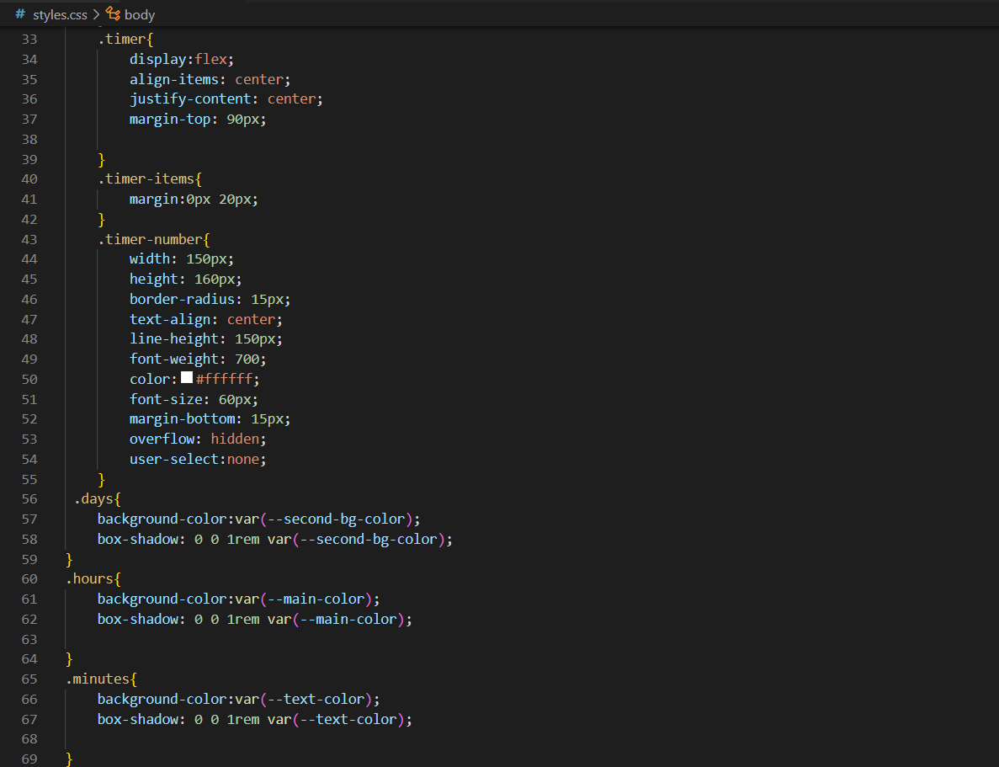 # styles.css > body
33 .timer{
34 display:flex;
35 align-items: center;
36 justify-content: center;
37 margin-top: 90px;
38
39 }
40 .timer-items{
41 margin:0px 20px;
42 }
43 .timer-number{
44 width: 150px;
45 height: 160px;
46 border-radius: 15px;
47 text-align: center;
48 line-height: 150px;
49 font-weight: 700;
50 color:#ffffff;
51 font-size: 60px;
52 margin-bottom: 15px;
53 overflow: hidden;
54 user-select:none;
55 }
56 .days{
57 background-color:var(--second-bg-color);
58 box-shadow: 0 0 1rem var(--second-bg-color);
59 }
60 .hours{
61 background-color:var(--main-color);
62 box-shadow: 0 0 1rem var(--main-color);
63
64 }
65 .minutes{
66 background-color:var(--text-color);
67 box-shadow: 0 0 1rem var(--text-color);
68
69 }